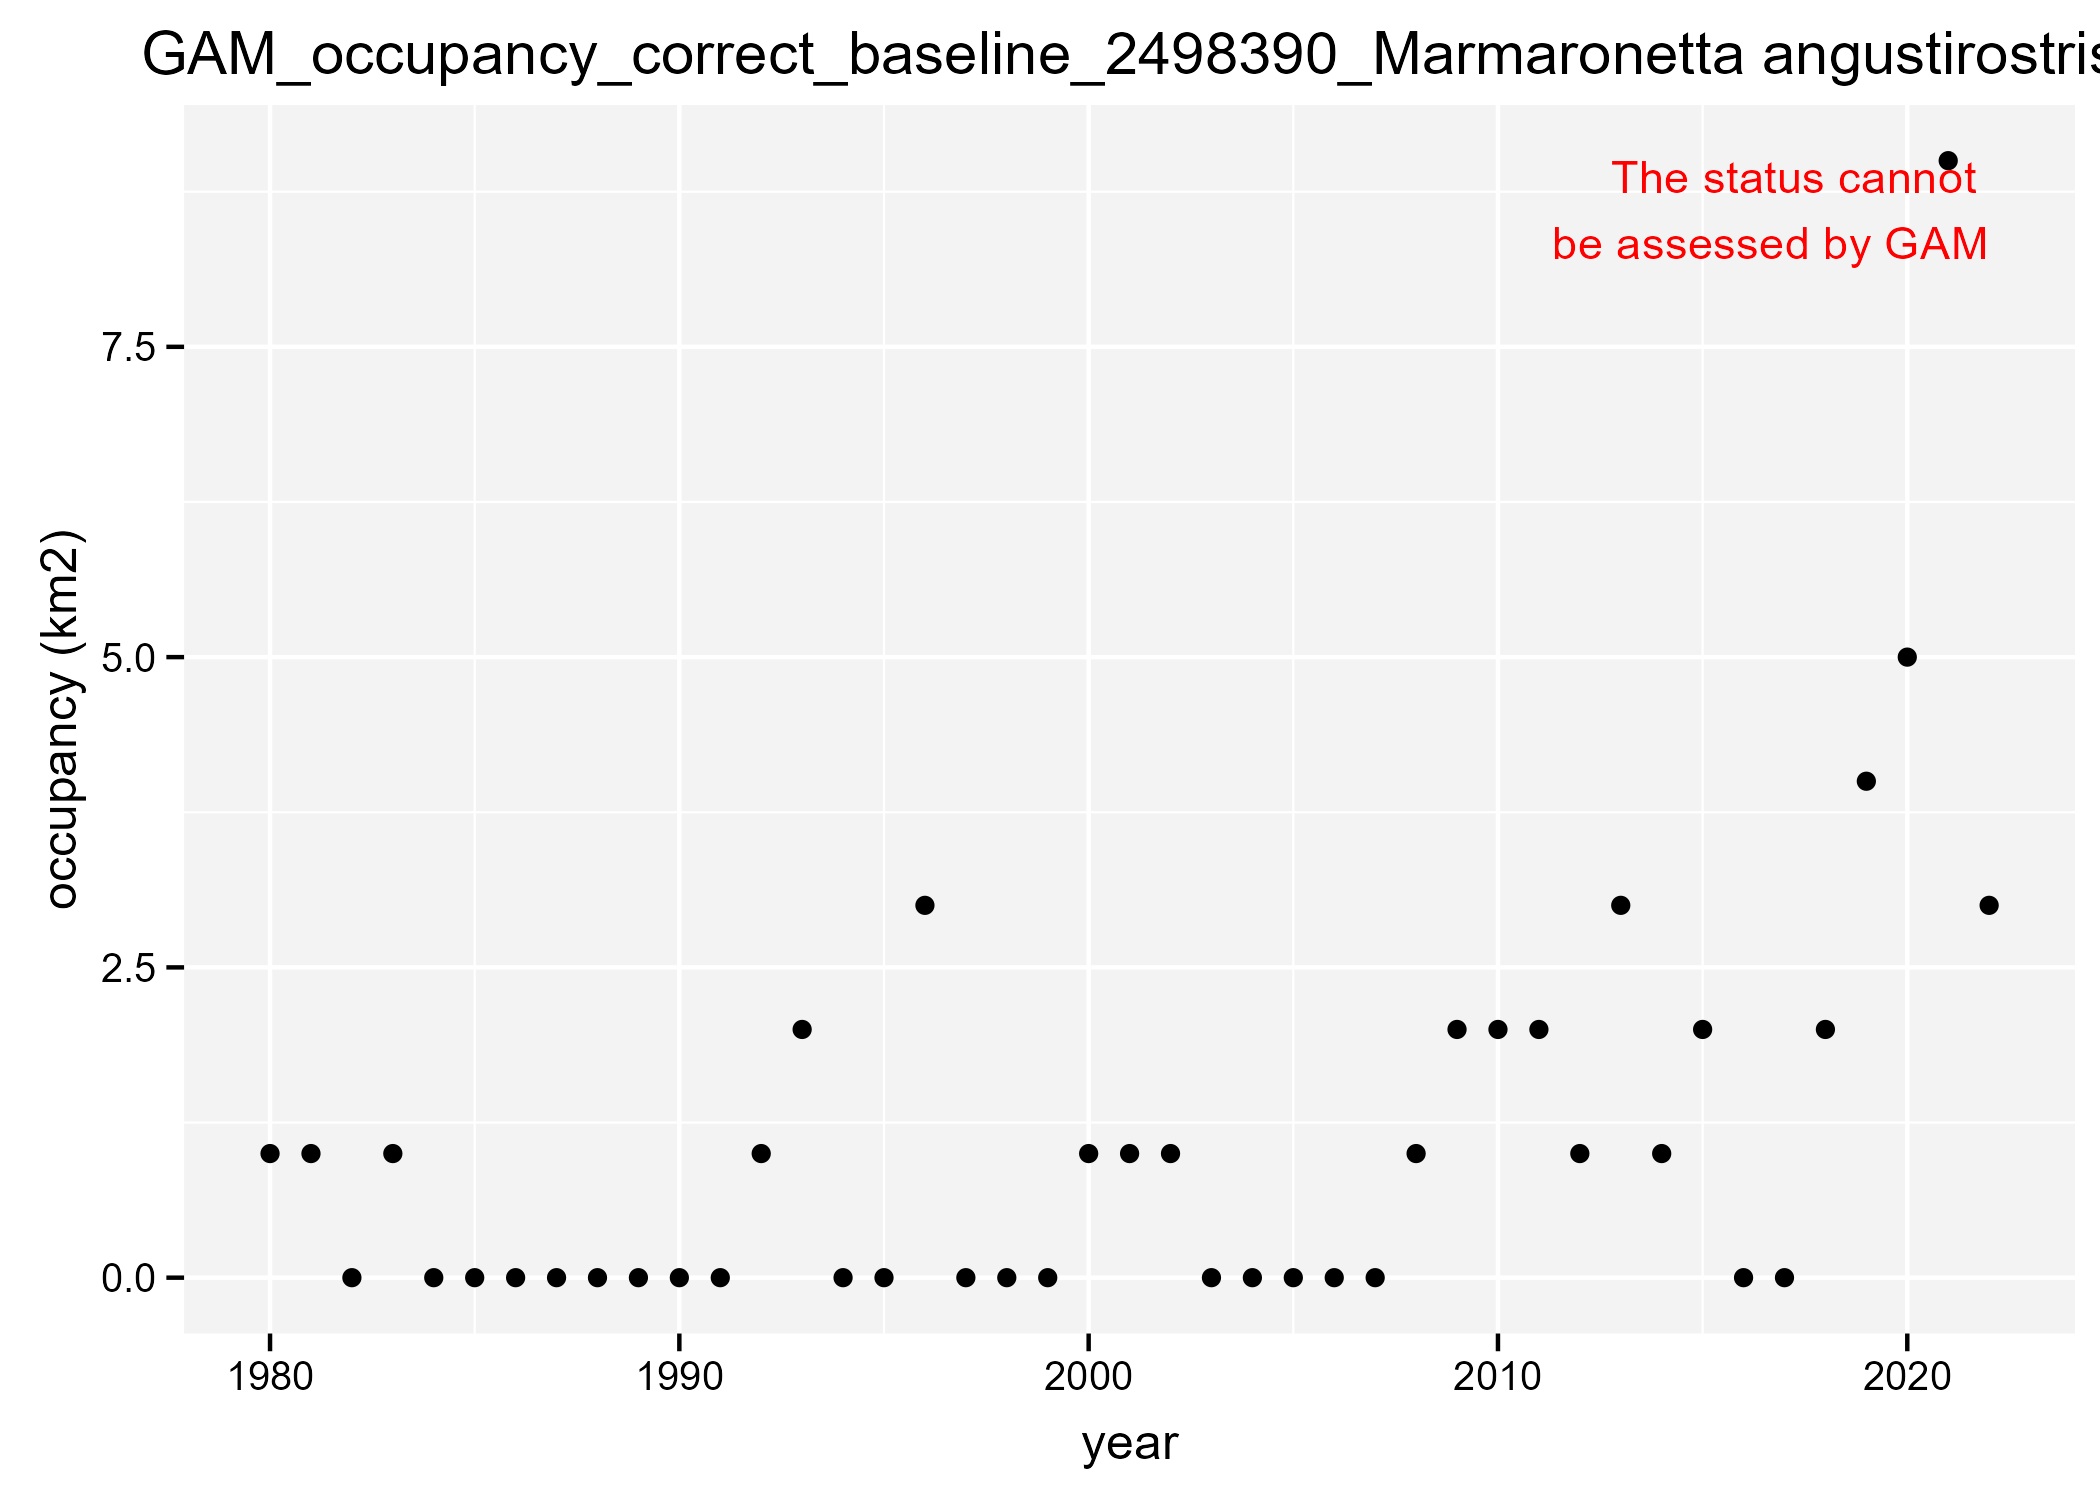 GAM_occupancy_correct_baseline_2498390_Marmaronetta angustirostris
The status cannot
be assessed by GAM
7.5
5.0
2.5
0.0
occupancy (km2)
1980
1990
2000
2010
2020
year